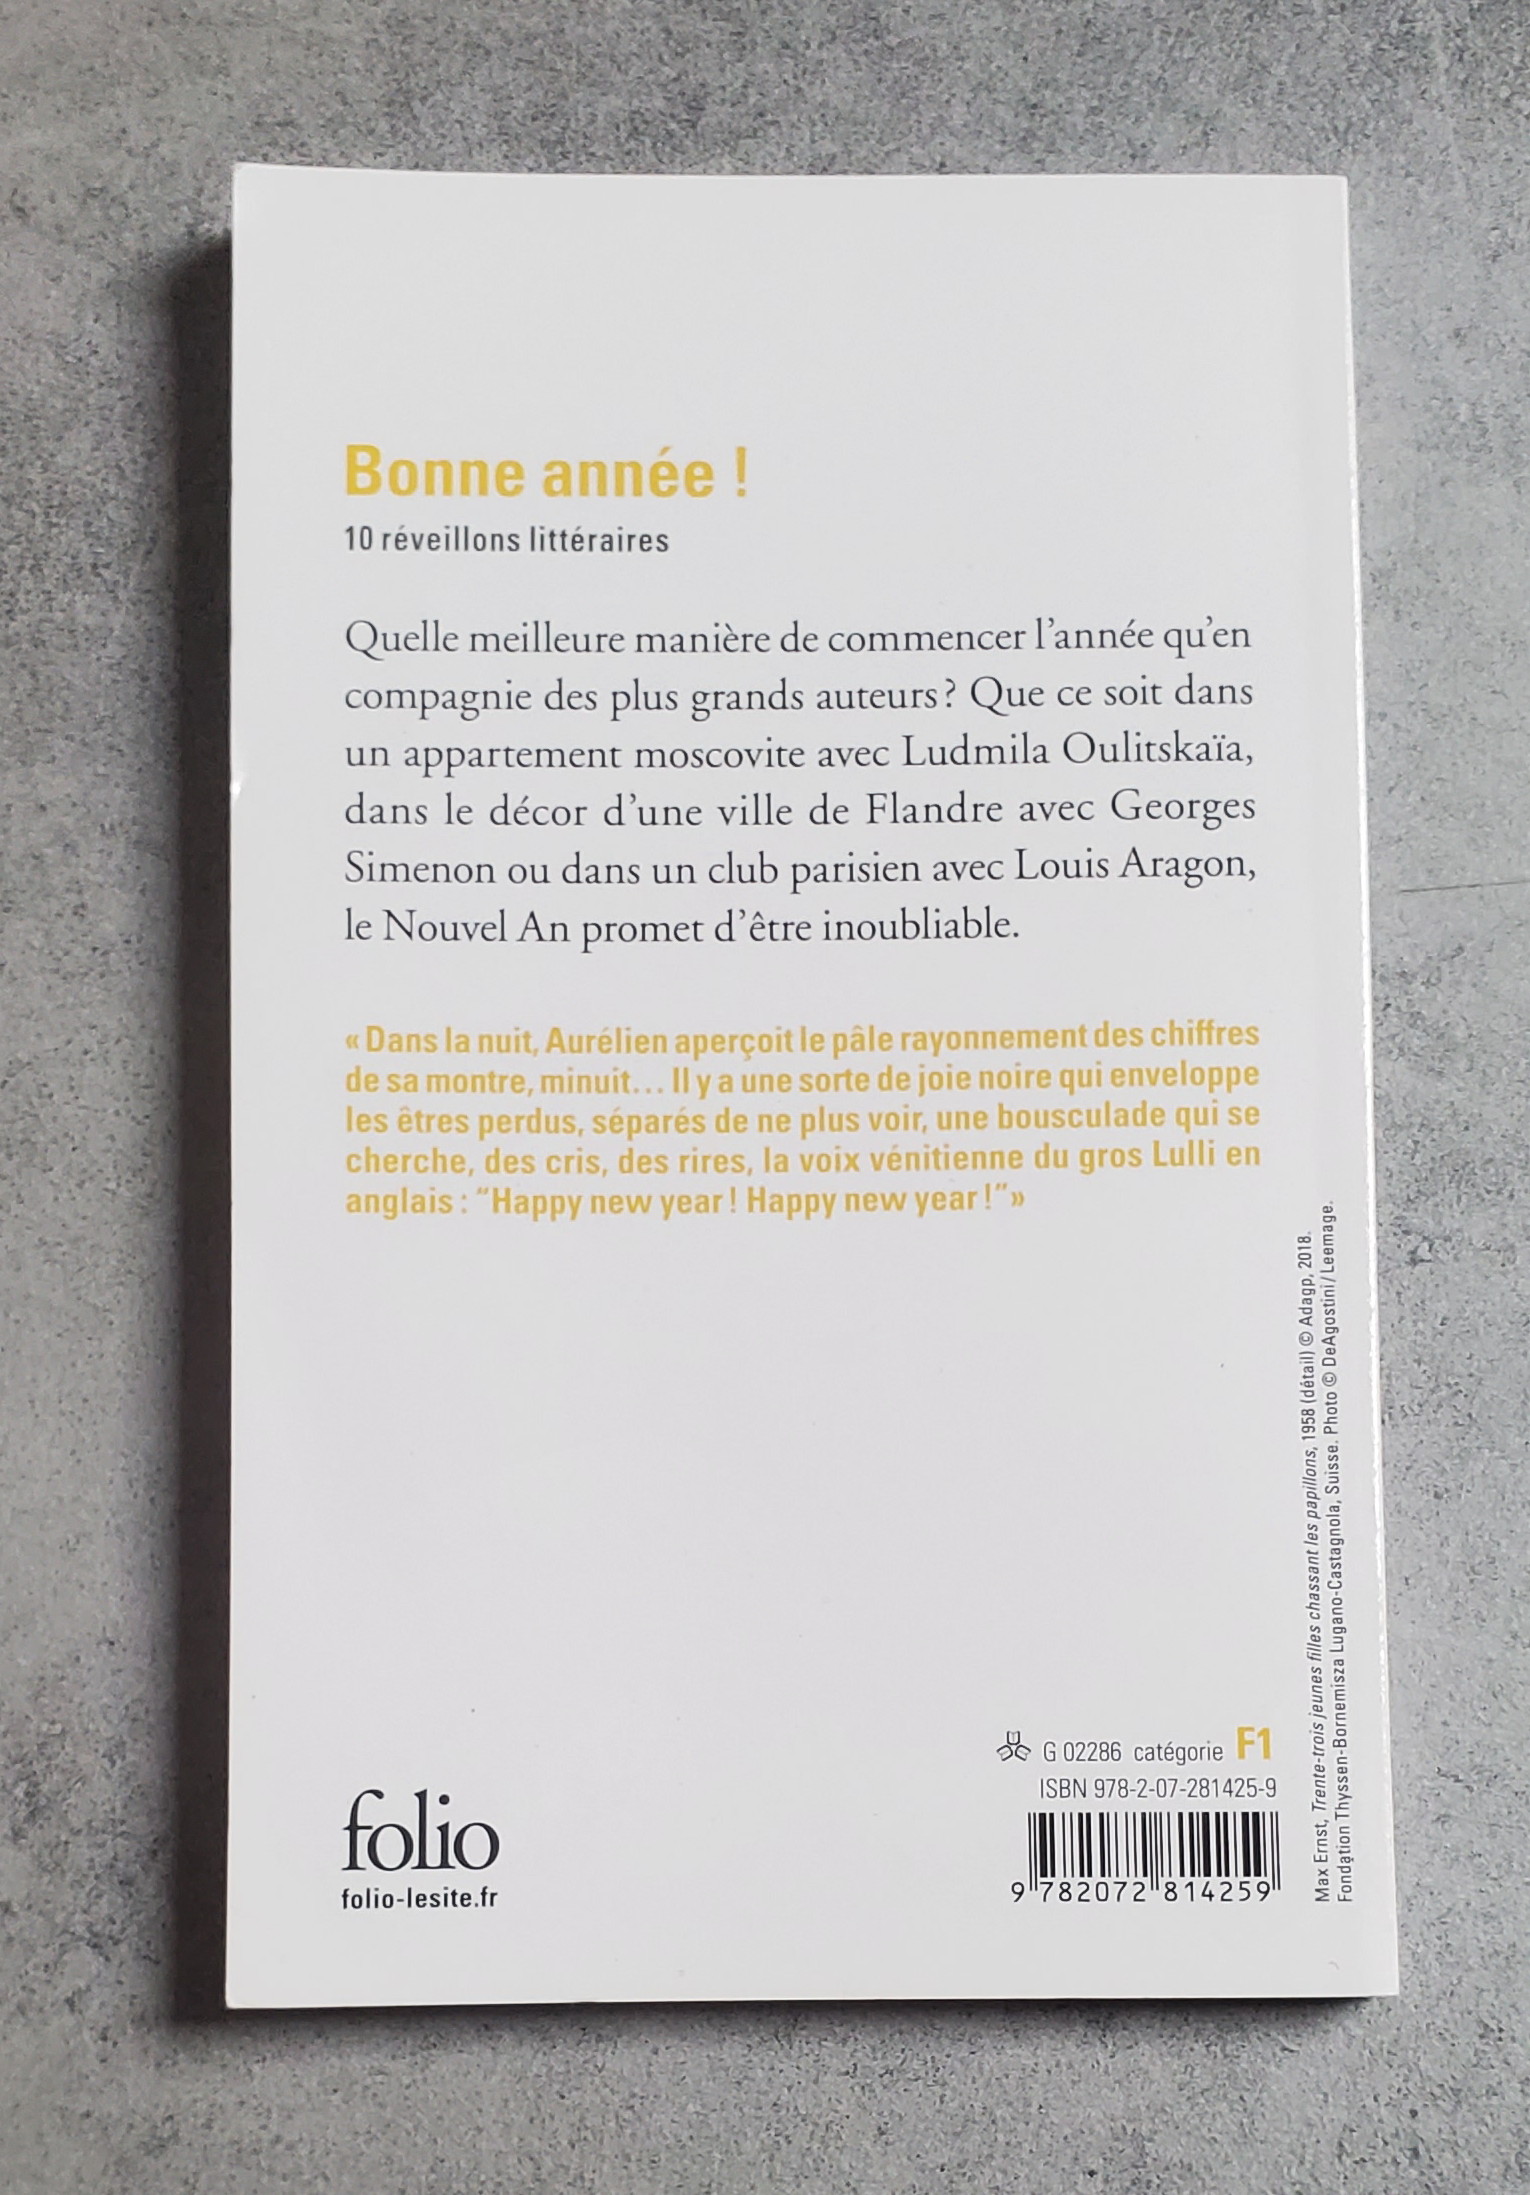 Bonne année !
10 réveillons littéraires
Quelle meilleure manière de commencer l'année qu'en
compagnie des plus grands auteurs ? Que ce soit dans
un appartement moscovite avec Ludmila Oulitskaïa,
dans le décor d'une ville de Flandre avec Georges
Simenon ou dans un club parisien avec Louis Aragon,
le Nouvel An promet d'être inoubliable.
« Dans la nuit, Aurélien aperçoit le pâle rayonnement des chiffres
de sa montre, minuit... Il y a une sorte de joie noire qui enveloppe
les êtres perdus, séparés de ne plus voir, une bousculade qui se
cherche, des cris, des rires, la voix vénitienne du gros Lulli en
anglais : "Happy new year ! Happy new year !" »
Max Ernst, Trente-trois jeunes filles chassant les papillons, 1958 (détail) © Adagp, 2018.
Fondation Thyssen-Bornemisza Lugano-Castagnola, Suisse. Photo © DeAgostini / Leemage.
G 02286 catégorie F1
ISBN 978-2-07-281425-9
9 782072 814259
folio
folio-lesite.fr